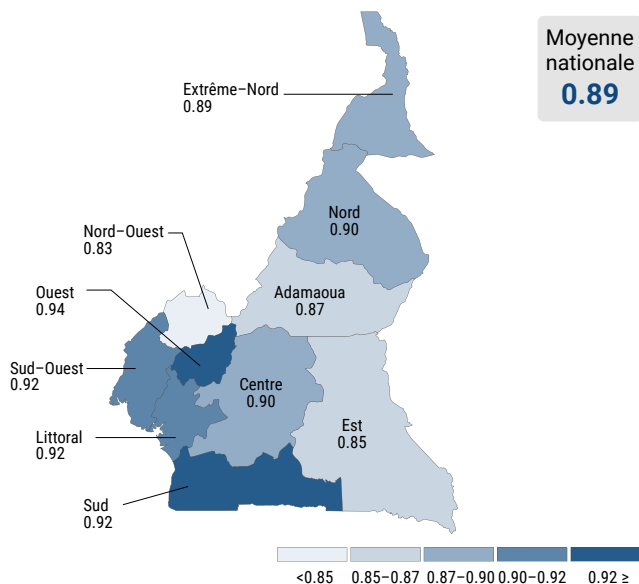 Moyenne
nationale
0.89
Extrême–Nord
0.89
Nord
0.90
Nord–Ouest
0.83
Adamaoua
0.87
Ouest
0.94
Sud–Ouest
0.92
Centre
0.90
Est
0.85
Littoral
0.92
Sud
0.92
<0.85 0.85–0.87 0.87–0.90 0.90–0.92 0.92 ≥